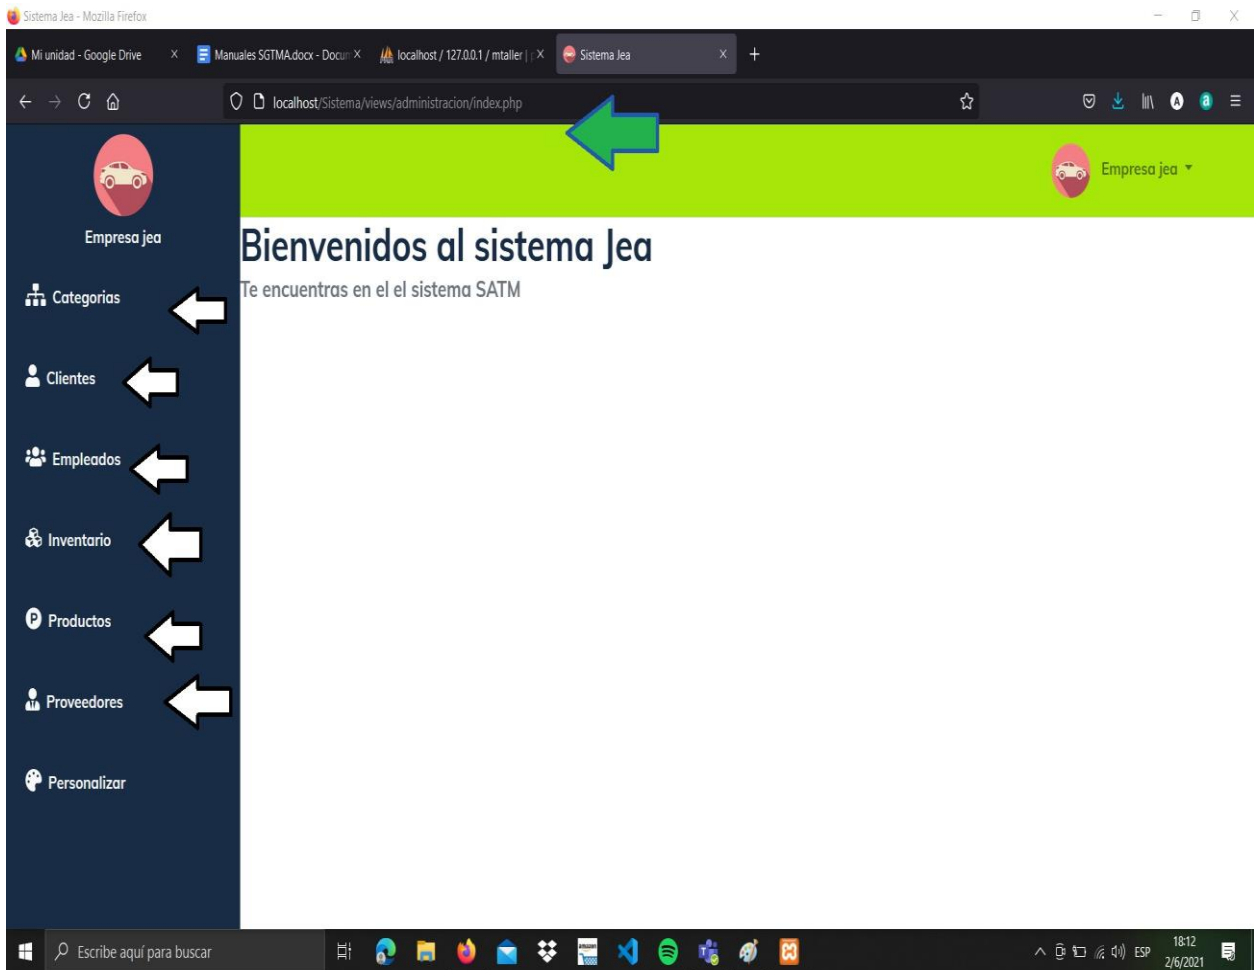 Sistema Jea - Mozilla Firefox
Mi unidad - Google Drive
Manuales SGTMA.docx - Docun
localhost / 127.0.0.1 / mtaller |
Sistema Jea
localhost/Sistema/views/administracion/index.php
Empresa jea
Empresa jea
Bienvenidos al sistema Jea
Te encuentras en el el sistema SATM
Categorias
Clientes
Empleados
Inventario
Productos
Proveedores
Personalizar
Escribe aquí para buscar
ESP
18:12
2/6/2021